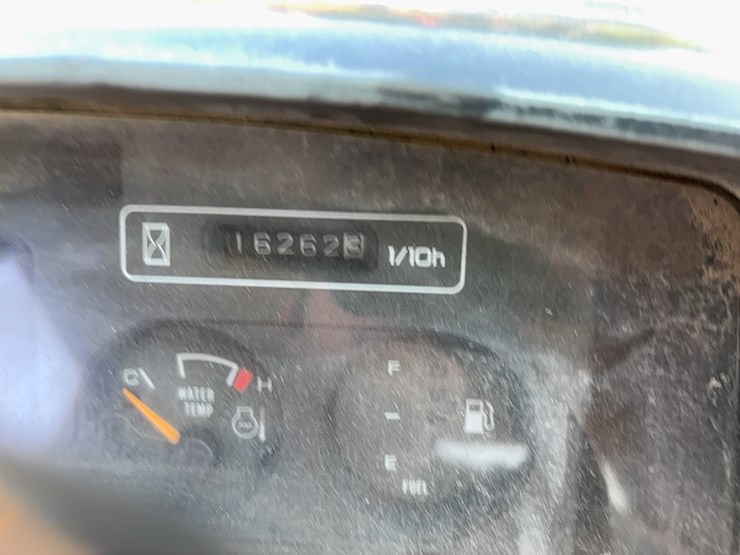 162623 1/10h
C H
WATER
TEMP
F
E
FUEL